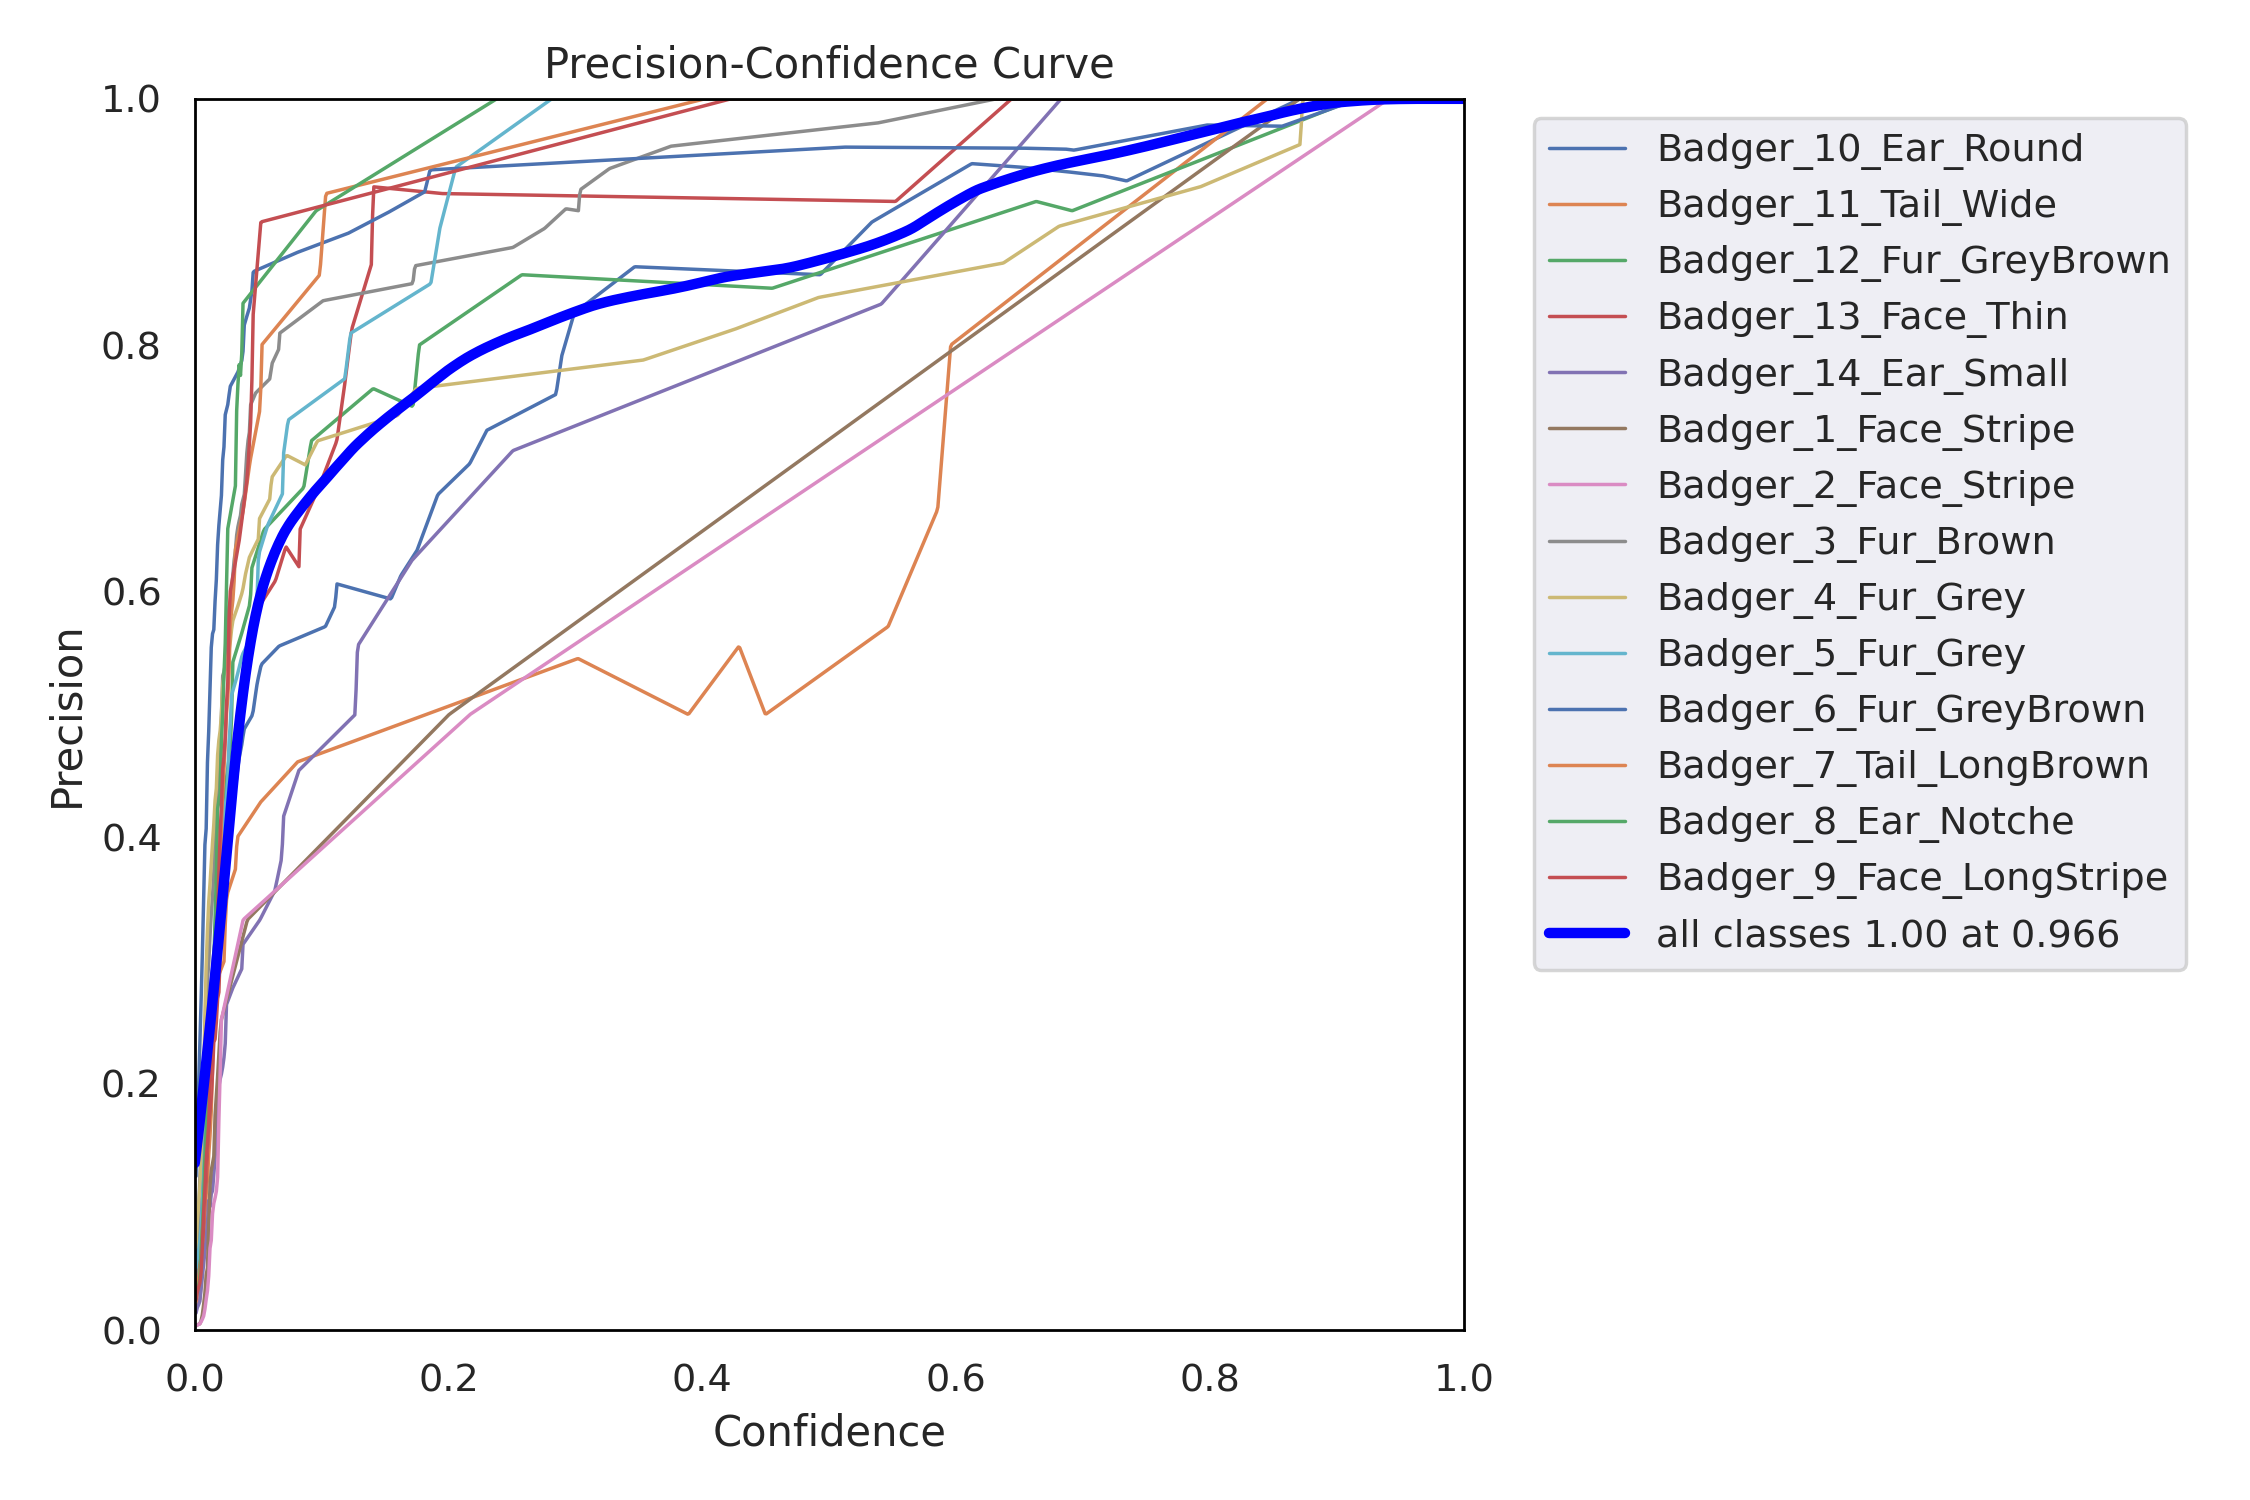 Precision-Confidence Curve
1.0
0.8
0.6
0.4
0.2
0.0
Precision
0.0 0.2 0.4 0.6 0.8 1.0
Confidence
Badger_10_Ear_Round
Badger_11_Tail_Wide
Badger_12_Fur_GreyBrown
Badger_13_Face_Thin
Badger_14_Ear_Small
Badger_1_Face_Stripe
Badger_2_Face_Stripe
Badger_3_Fur_Brown
Badger_4_Fur_Grey
Badger_5_Fur_Grey
Badger_6_Fur_GreyBrown
Badger_7_Tail_LongBrown
Badger_8_Ear_Notche
Badger_9_Face_LongStripe
all classes 1.00 at 0.966